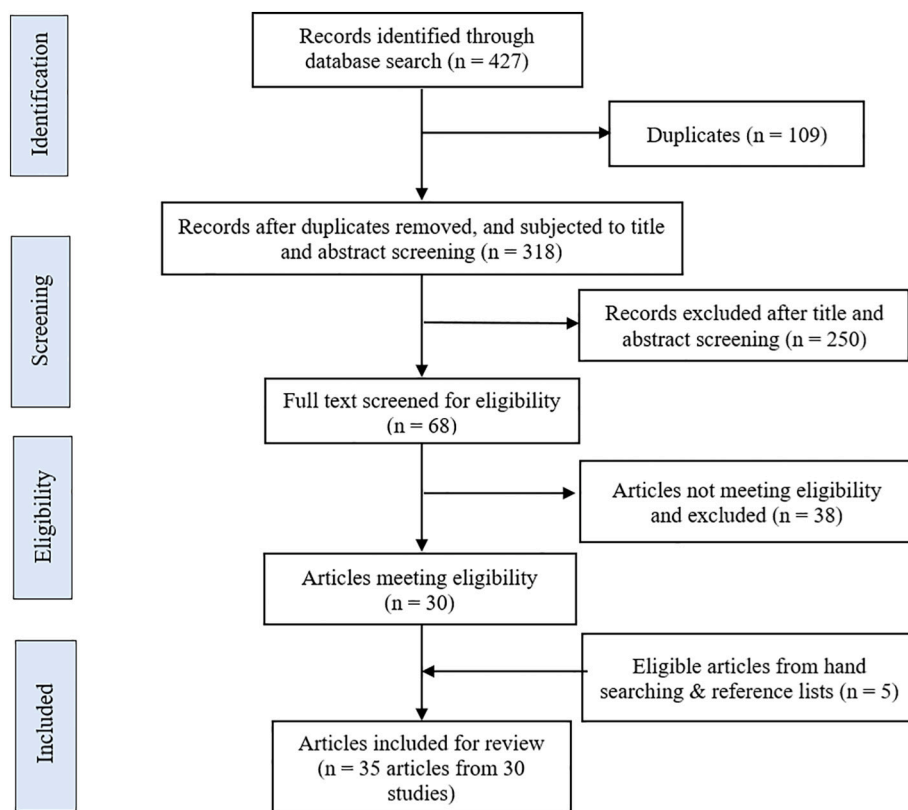 Identification
Records identified through
database search (n = 427)
Duplicates (n = 109)
Records after duplicates removed, and subjected to title
and abstract screening (n = 318)
Screening
Records excluded after title and
abstract screening (n = 250)
Full text screened for eligibility
(n = 68)
Eligibility
Articles not meeting eligibility
and excluded (n = 38)
Articles meeting eligibility
(n = 30)
Included
Eligible articles from hand
searching & reference lists (n = 5)
Articles included for review
(n = 35 articles from 30
studies)